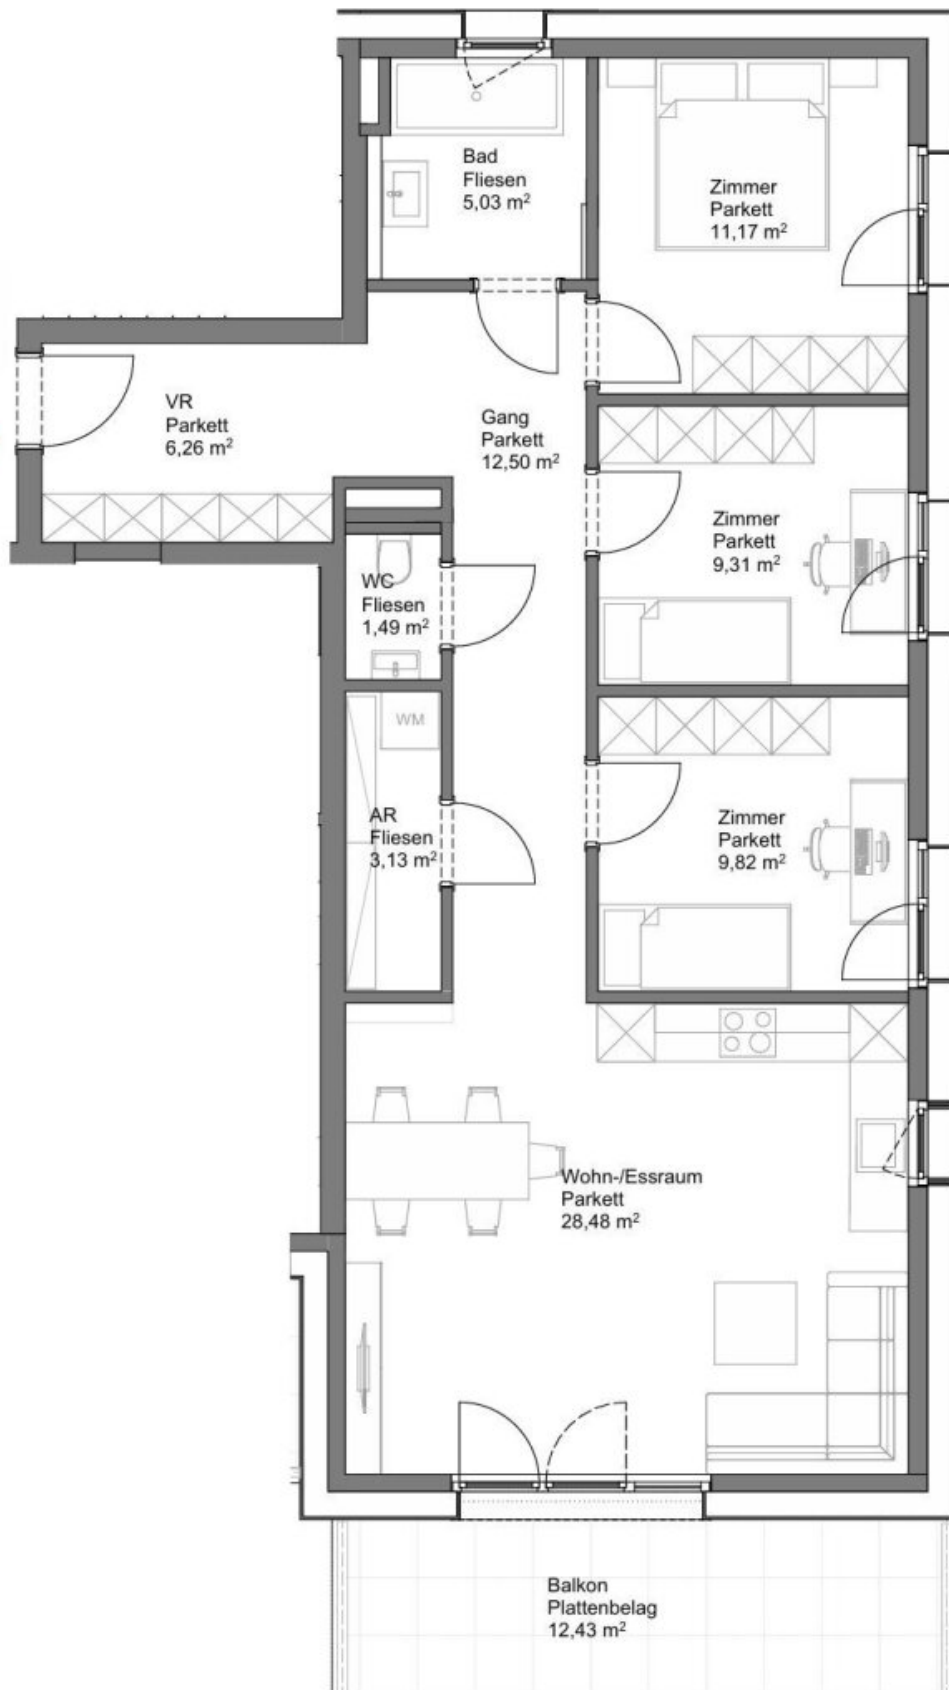 Bad
Fliesen
5,03 m²
Zimmer
Parkett
11,17 m²
VR
Parkett
6,26 m²
Gang
Parkett
12,50 m²
Zimmer
Parkett
9,31 m²
WC
Fliesen
1,49 m²
WM
AR
Fliesen
3,13 m²
Zimmer
Parkett
9,82 m²
Wohn-/Essraum
Parkett
28,48 m²
Balkon
Plattenbelag
12,43 m²